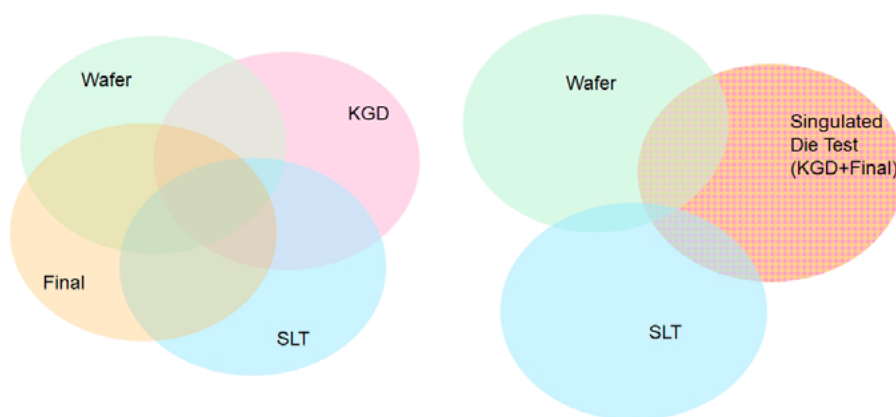 Wafer
KGD
Final
SLT
Wafer
Singulated
Die Test
(KGD+Final)
SLT